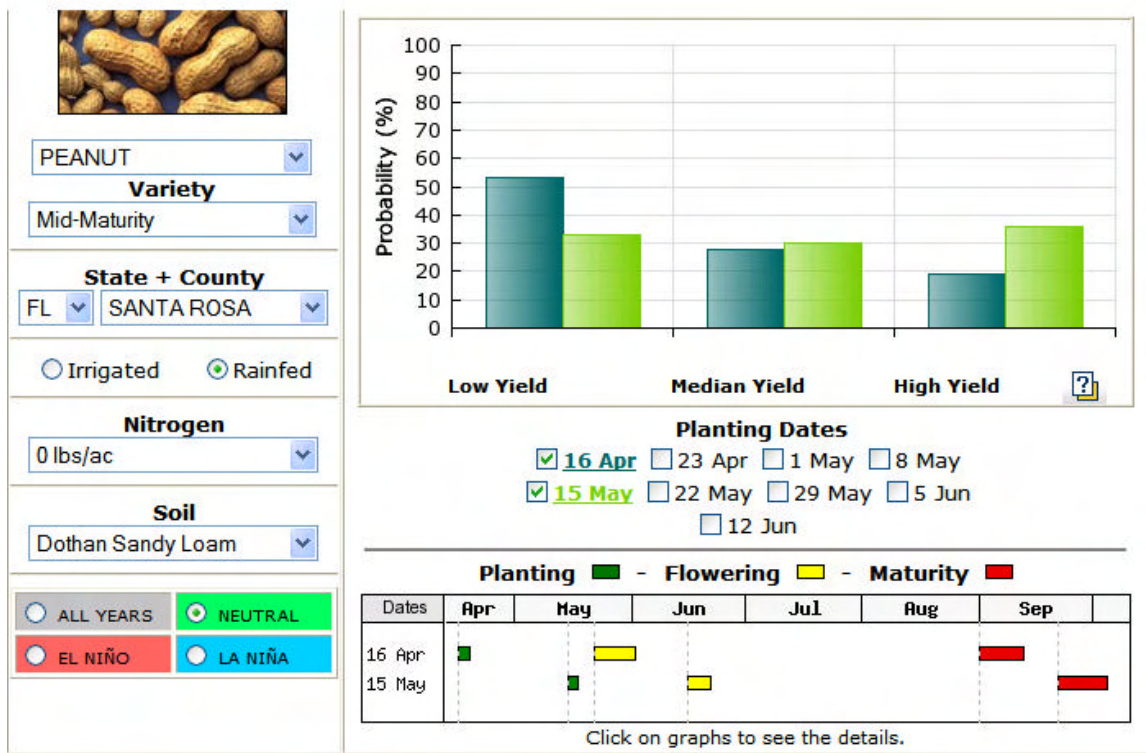 PEANUT
Variety
Mid-Maturity
State + County
FL SANTA ROSA
Irrigated Rainfed
Nitrogen
0 lbs/ac
Soil
Dothan Sandy Loam
ALL YEARS NEUTRAL
EL NIÑO LA NIÑA
Probability (%)
100
90
80
70
60
50
40
30
20
10
0
Low Yield Median Yield High Yield ?
Planting Dates
16 Apr 23 Apr 1 May 8 May
15 May 22 May 29 May 5 Jun
12 Jun
Planting - Flowering - Maturity
Dates Apr May Jun Jul Aug Sep
16 Apr
15 May
Click on graphs to see the details.